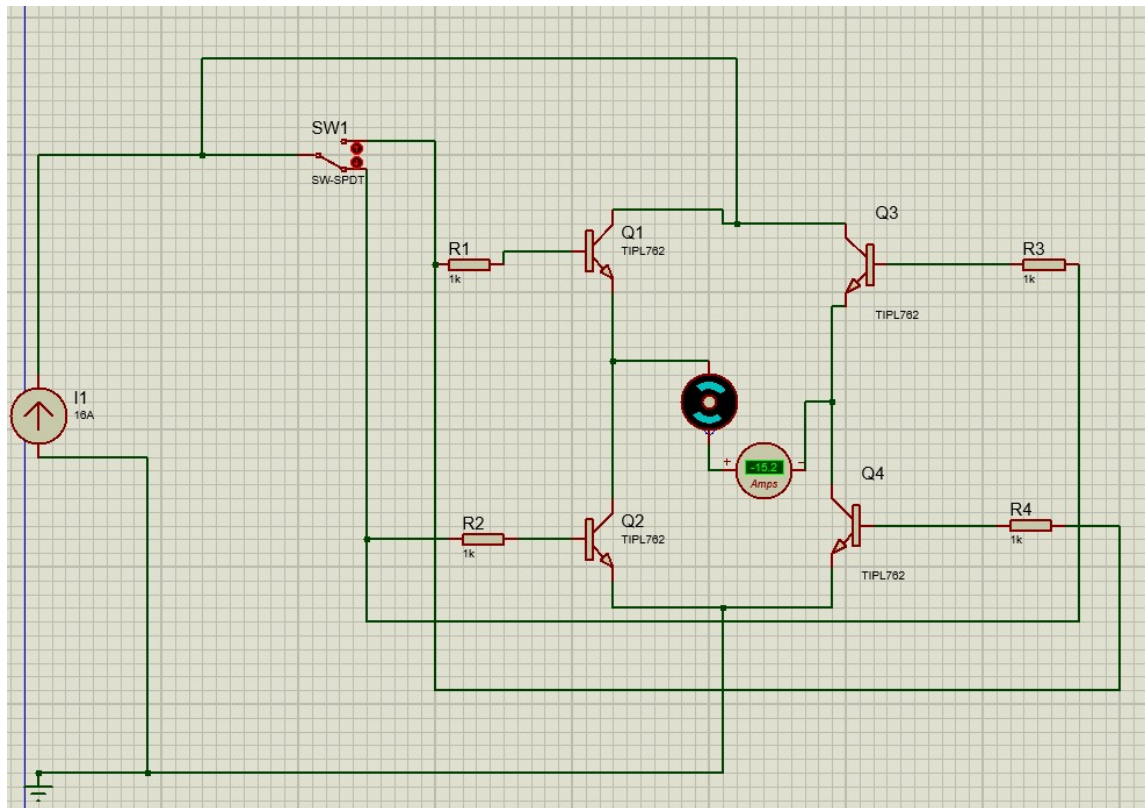 SW1
SW-SPDT
Q3
Q1
TIPL762
R1
1k
R3
1k
TIPL762
I1
16A
+
-15.2
Amps
−
Q4
R2
1k
Q2
TIPL762
R4
1k
TIPL762